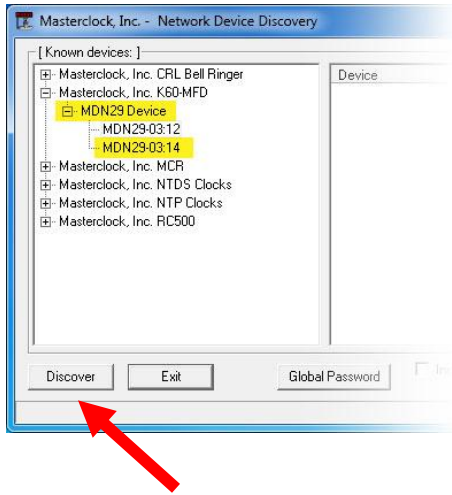 Masterclock, Inc. - Network Device Discovery
[ Known devices: ]
Masterclock, Inc. CRL Bell Ringer
Masterclock, Inc. K60-MFD
MDN29 Device
MDN29-03:12
MDN29-03:14
Masterclock, Inc. MCR
Masterclock, Inc. NTDS Clocks
Masterclock, Inc. NTP Clocks
Masterclock, Inc. RC500
Device
Discover Exit Global Password